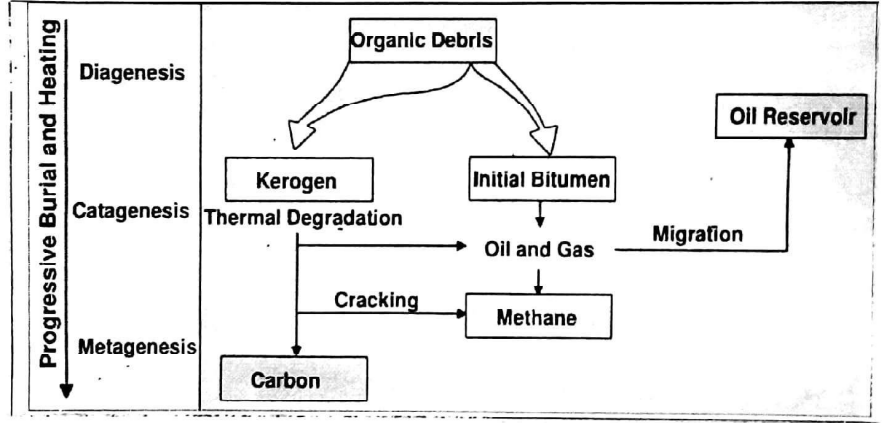 Progressive Burial and Heating
Diagenesis
Catagenesis
Metagenesis
Organic Debris
Oil Reservoir
Kerogen
Initial Bitumen
Thermal Degradation
Oil and Gas
Migration
Cracking
Methane
Carbon